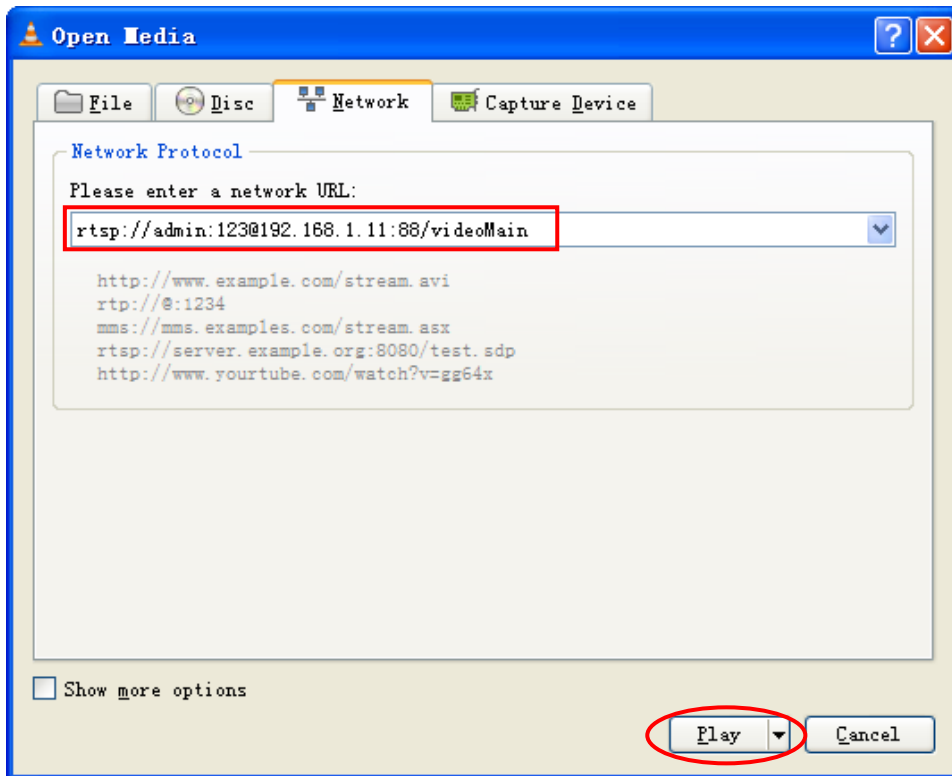 Open Media
File Disc Network Capture Device
Network Protocol
Please enter a network URL:
rtsp://admin:123@192.168.1.11:88/videoMain
http://www.example.com/stream.avi
rtp://@:1234
mms://mms.examples.com/stream.asx
rtsp://server.example.org:8080/test.sdp
http://www.yourtube.com/watch?v=gg64x
Show more options
Play Cancel